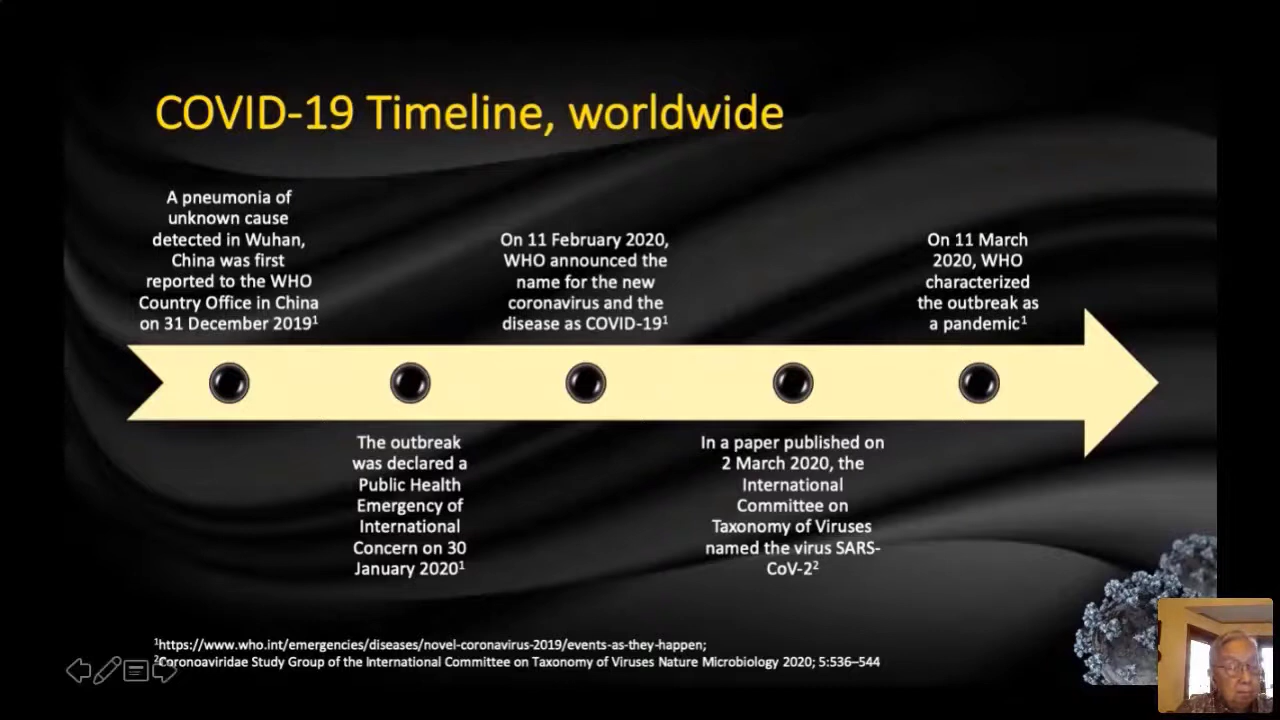 COVID-19 Timeline, worldwide
A pneumonia of
unknown cause
detected in Wuhan,
China was first
reported to the WHO
Country Office in China
on 31 December 2019¹
The outbreak
was declared a
Public Health
Emergency of
International
Concern on 30
January 2020¹
On 11 February 2020,
WHO announced the
name for the new
coronavirus and the
disease as COVID-19¹
In a paper published on
2 March 2020, the
International
Committee on
Taxonomy of Viruses
named the virus SARS-
CoV-2²
On 11 March
2020, WHO
characterized
the outbreak as
a pandemic¹
¹https://www.who.int/emergencies/diseases/novel-coronavirus-2019/events-as-they-happen;
²Coronoaviridae Study Group of the International Committee on Taxonomy of Viruses Nature Microbiology 2020; 5:536–544